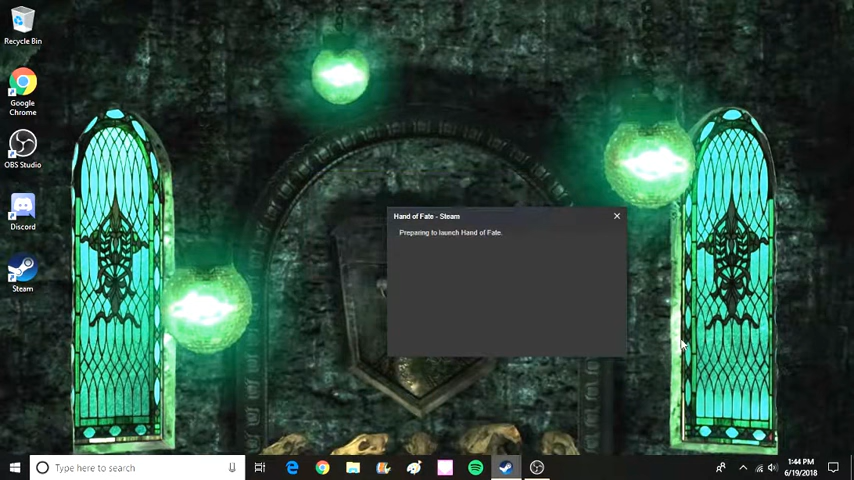 Recycle Bin
Google
Chrome
OBS Studio
Discord
Steam
Hand of Fate - Steam
Preparing to launch Hand of Fate.
Type here to search
1:44 PM
6/19/2018